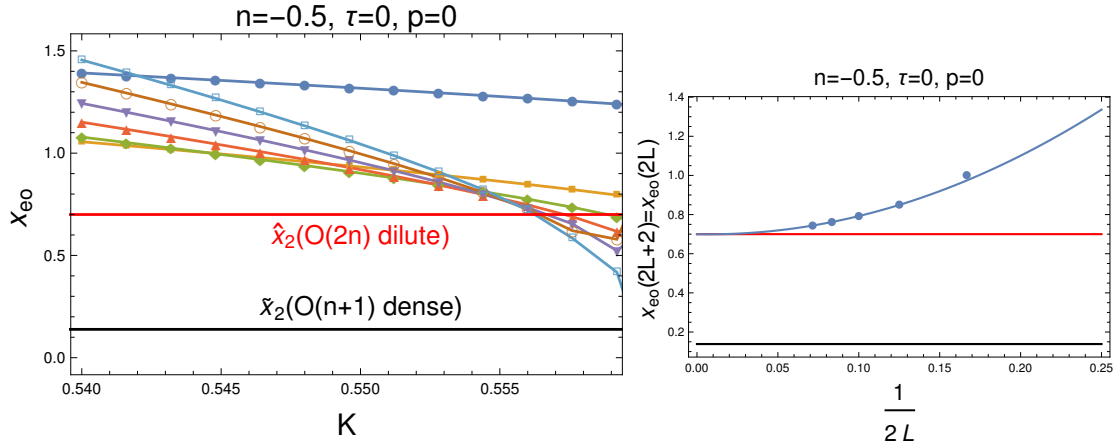 n=−0.5, τ=0, p=0
1.5
1.0
0.5
0.0
x_eo
x̂₂(O(2n) dilute)
x̃₂(O(n+1) dense)
0.540
0.545
0.550
0.555
K
n=−0.5, τ=0, p=0
1.4
1.2
1.0
0.8
0.6
0.4
0.2
x_eo(2L+2)=x_eo(2L)
0.00
0.05
0.10
0.15
0.20
0.25
1
2 L